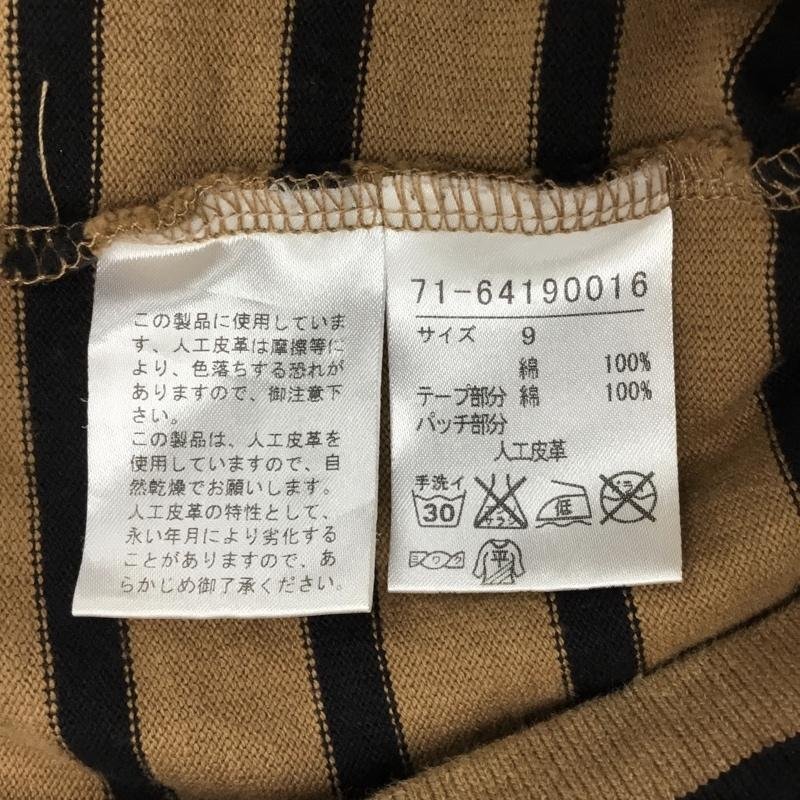 この製品に使用していま
す、人工皮革は摩擦等に
より、色落ちする恐れが
ありますので、御注意下
さい。
この製品は、人工皮革を
使用していますので、自
然乾燥でお願いします。
人工皮革の特性として、
永い年月により劣化する
ことがありますので、あ
らかじめ御了承ください。
71-64190016
サイズ 9
綿 100%
テープ部分 綿 100%
パッチ部分
人工皮革
手洗イ
30 低 ドライ
ヨワク 平